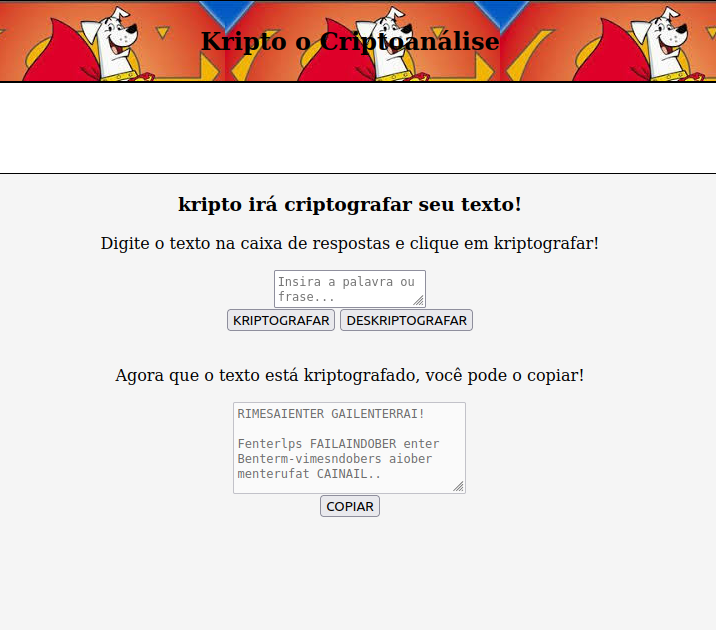 Kripto o Criptoanálise
kripto irá criptografar seu texto!
Digite o texto na caixa de respostas e clique em kriptografar!
Insira a palavra ou
frase...
KRIPTOGRAFAR DESKRIPTOGRAFAR
Agora que o texto está kriptografado, você pode o copiar!
RIMESAIENTER GAILENTERRAI!
Fenterlps FAILAINDOBER enter
Benterm-vimesndobers aiober
menterufat CAINAIL..
COPIAR